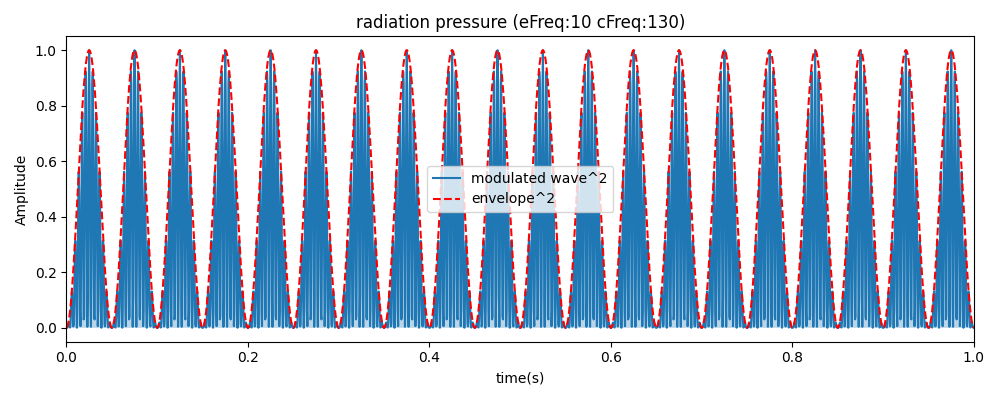 radiation pressure (eFreq:10 cFreq:130)
Amplitude
1.0
0.8
0.6
0.4
0.2
0.0
modulated wave^2
envelope^2
0.0 0.2 0.4 0.6 0.8 1.0
time(s)